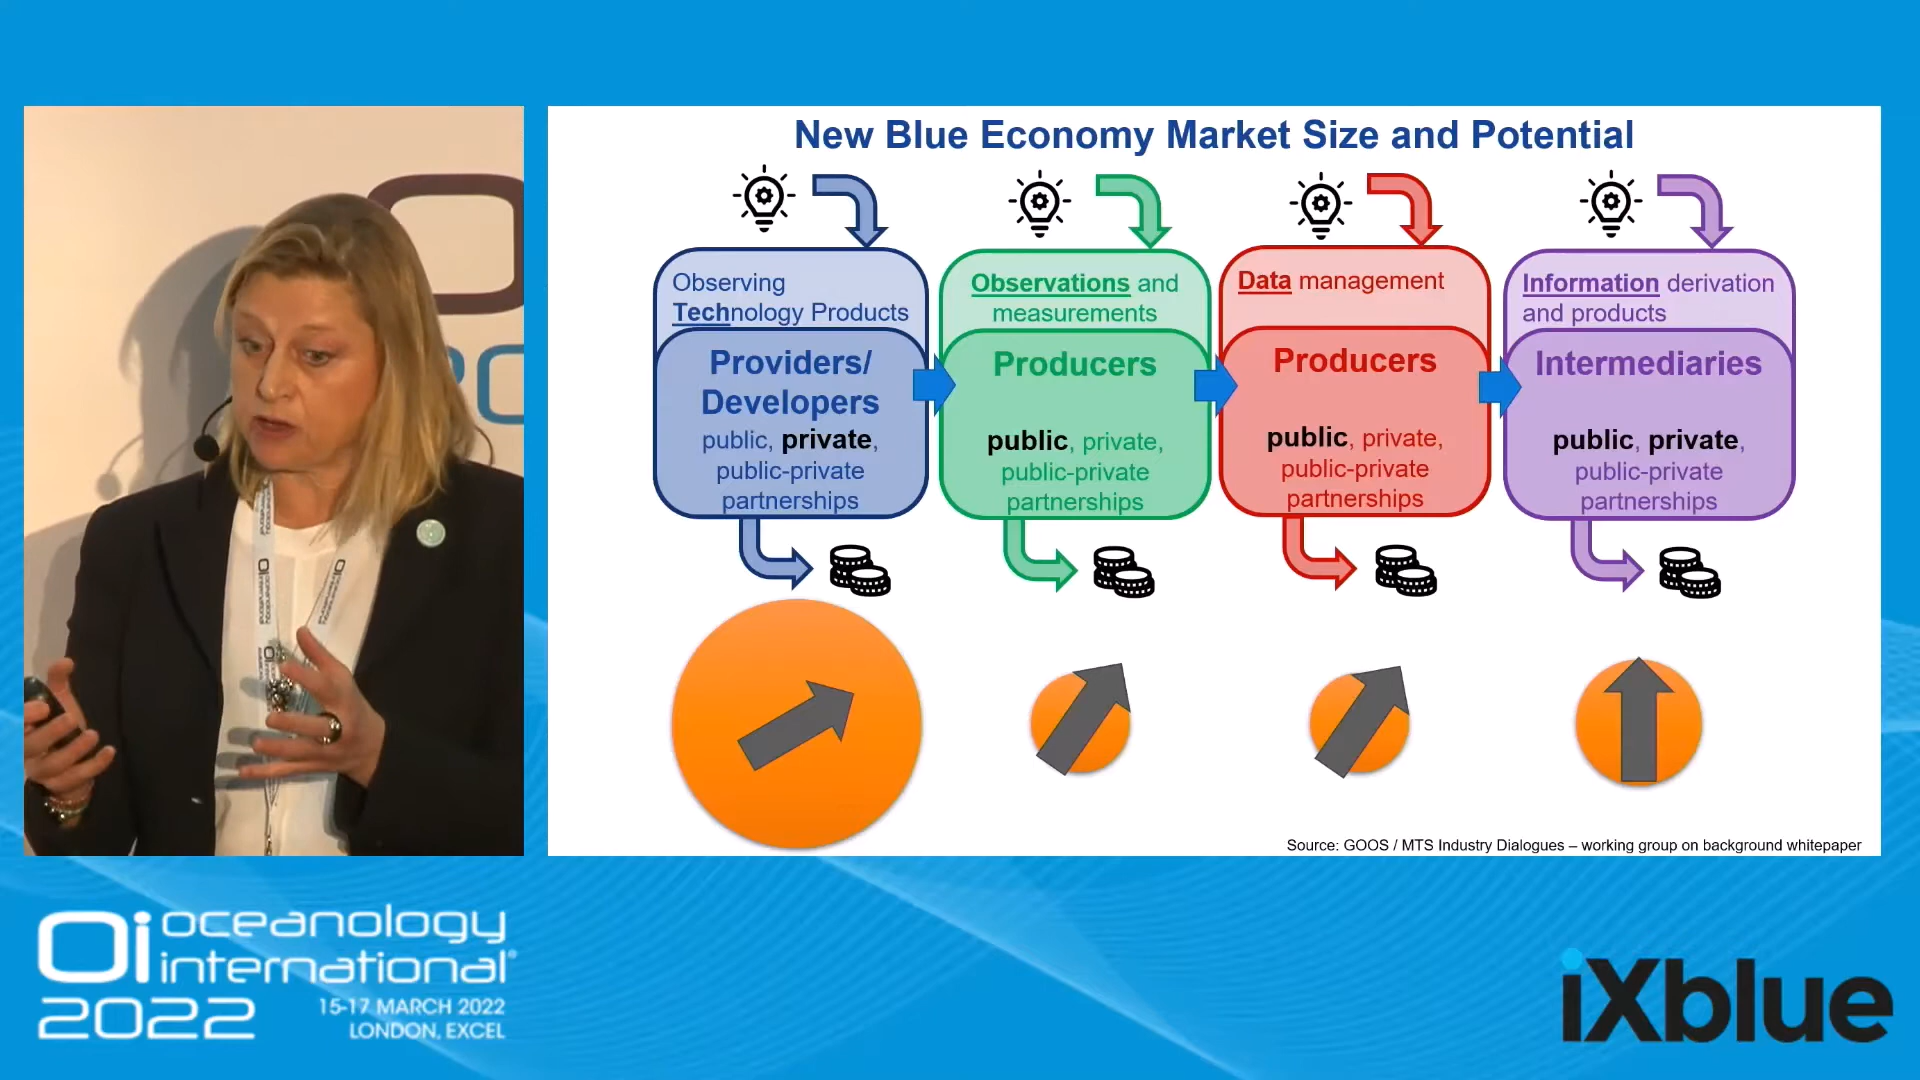 New Blue Economy Market Size and Potential
Observing
Technology Products
Providers/
Developers
public, private,
public-private
partnerships
Observations and
measurements
Producers
public, private,
public-private
partnerships
Data management
Producers
public, private,
public-private
partnerships
Information derivation
and products
Intermediaries
public, private,
public-private
partnerships
Source: GOOS / MTS Industry Dialogues – working group on background whitepaper
Oi oceanology
international®
2022
15-17 MARCH 2022
LONDON, EXCEL
iXblue